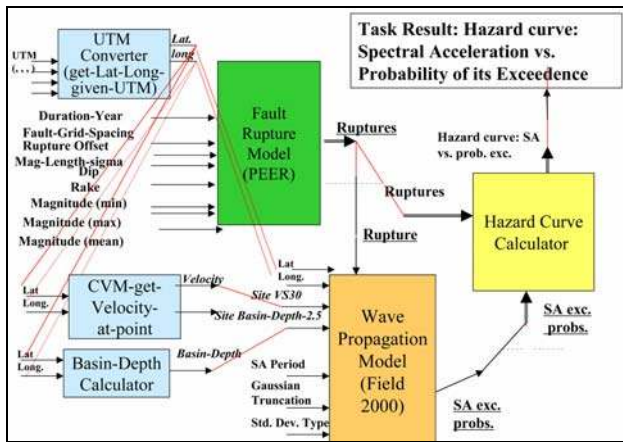 Task Result: Hazard curve:
Spectral Acceleration vs.
Probability of its Exceedence
UTM
Converter
(get-Lat-Long-
given-UTM)
UTM
(. . .)
Lat.
long
Duration-Year
Fault-Grid-Spacing
Rupture Offset
Mag-Length-sigma
Dip
Rake
Magnitude (min)
Magnitude (max)
Magnitude (mean)
Fault
Rupture
Model
(PEER)
Ruptures
Ruptures
Rupture
Hazard curve: SA
vs. prob. exc.
Hazard Curve
Calculator
Lat
Long.
CVM-get-
Velocity-
at-point
Velocity
Lat
Long.
Site VS30
Site Basin-Depth-2.5
Lat
Long.
Basin-Depth
Calculator
Basin-Depth
SA Period
Gaussian
Truncation
Std. Dev. Type
Wave
Propagation
Model
(Field
2000)
SA exc.
probs.
SA exc.
probs.